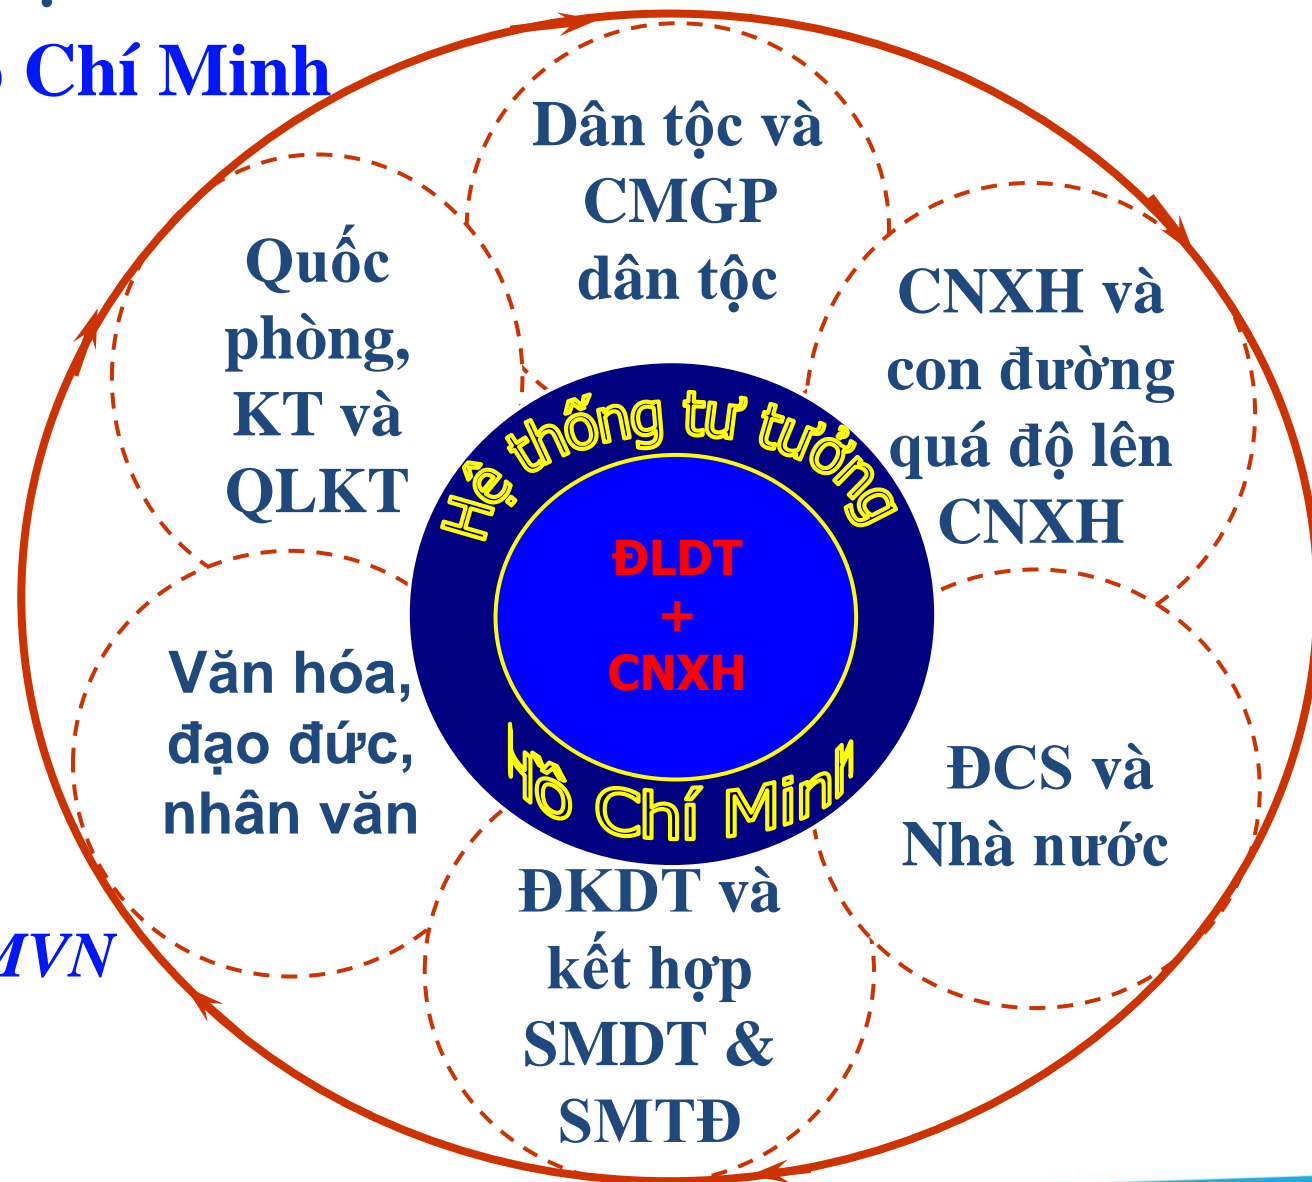 Chí Minh
Dân tộc và
CMGP
dân tộc
Quốc
phòng,
KT và
QLKT
CNXH và
con đường
quá độ lên
CNXH
Hệ thống tư tưởng
ĐLDT
+
CNXH
Hồ Chí Minh
Văn hóa,
đạo đức,
nhân văn
ĐCS và
Nhà nước
MVN
ĐKDT và
kết hợp
SMDT &
SMTĐ